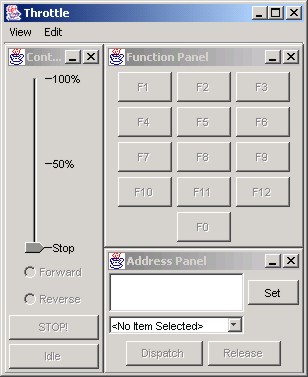 Throttle
View Edit
Cont...
100%
50%
Stop
Forward
Reverse
STOP!
Idle
Function Panel
F1 F2 F3
F4 F5 F6
F7 F8 F9
F10 F11 F12
F0
Address Panel
Set
<No Item Selected>
Dispatch Release